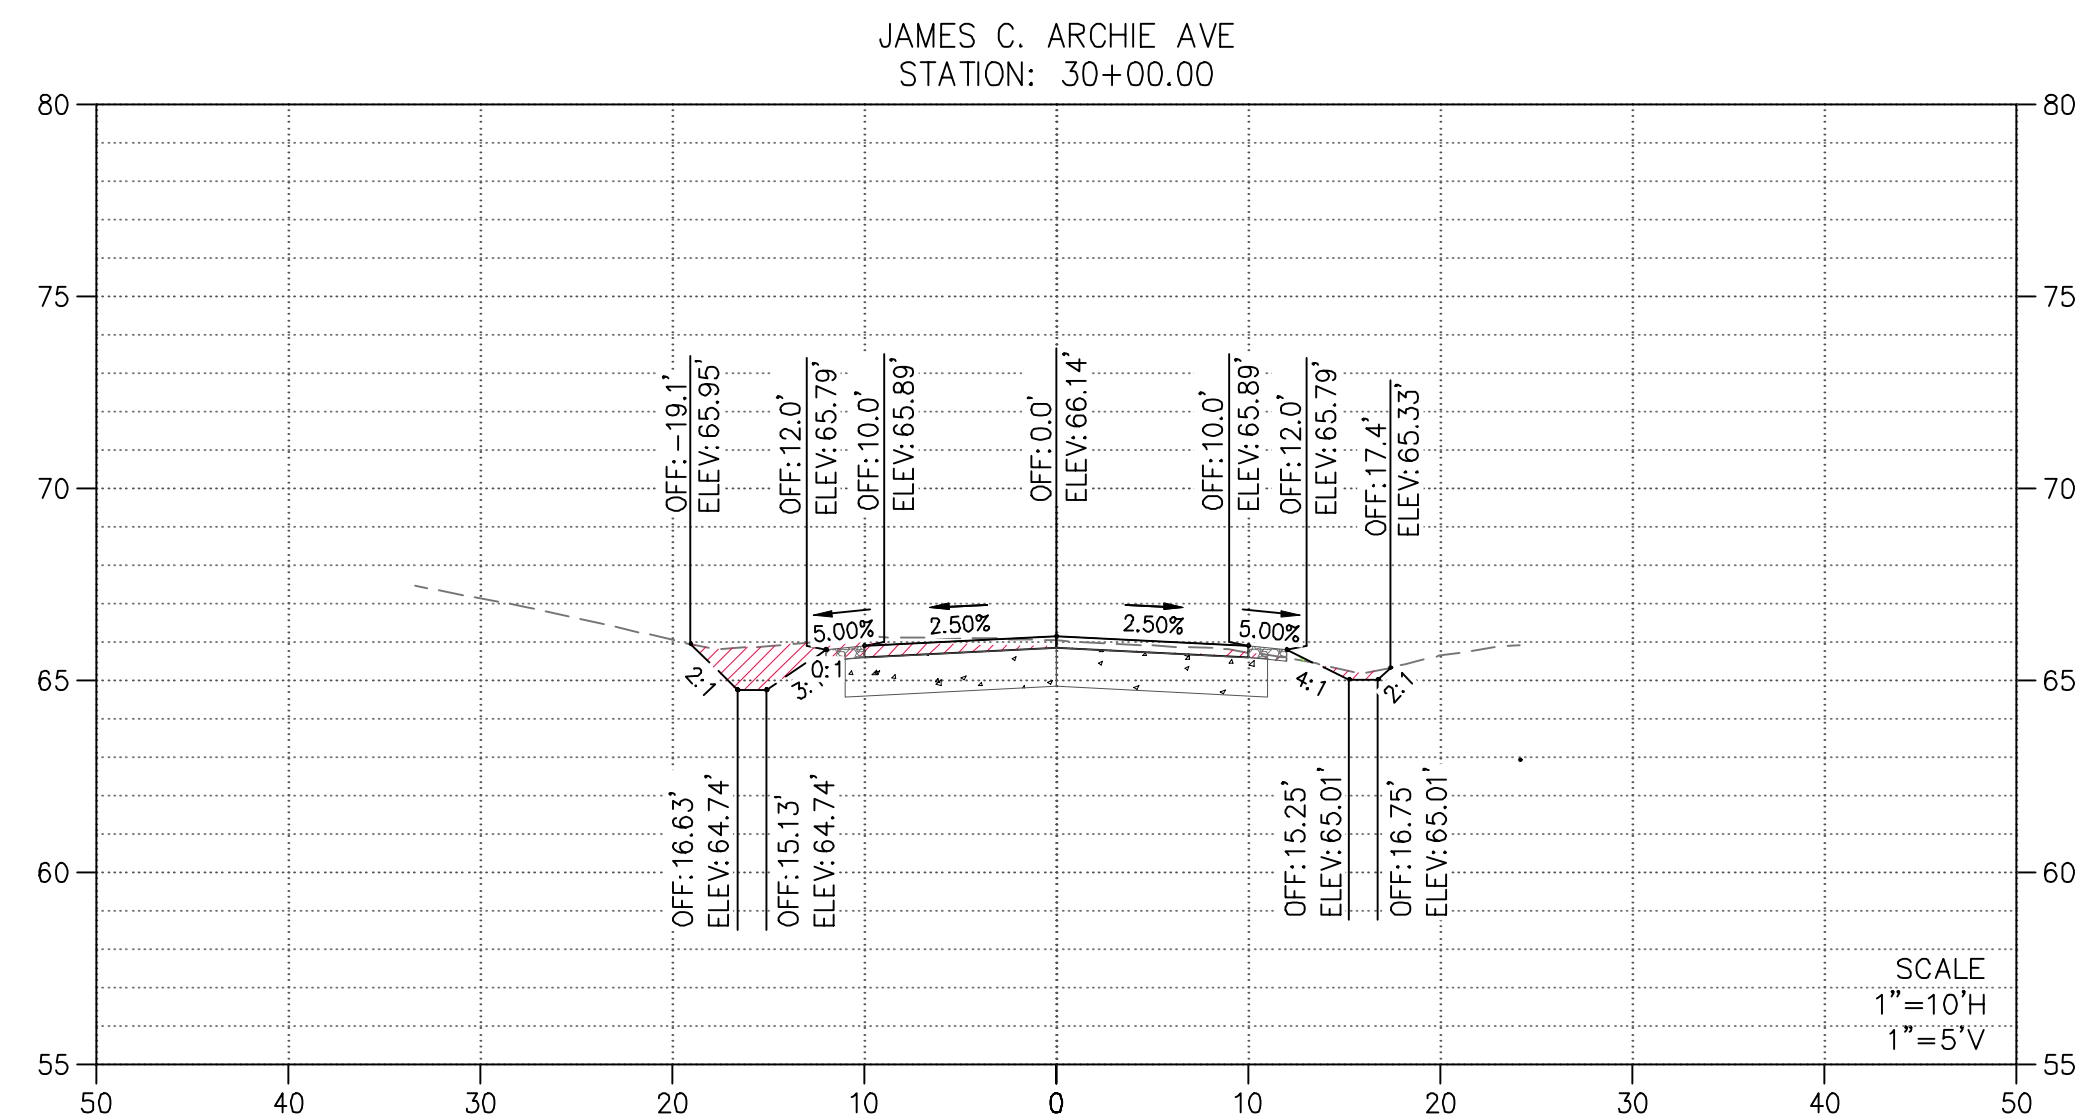 JAMES C. ARCHIE AVE
STATION: 30+00.00
80
80
75
75
70
70
65
65
60
60
55
55
OFF:-19.1'
ELEV:65.95'
OFF:12.0'
ELEV:65.79'
OFF:10.0'
ELEV:65.89'
OFF:0.0'
ELEV:66.14'
OFF:10.0'
ELEV:65.89'
OFF:12.0'
ELEV:65.79'
OFF:17.4'
ELEV:65.33'
5.00%
2.50%
2.50%
5.00%
2:1
3:
0:1
4:1
2:1
OFF:16.63'
ELEV:64.74'
OFF:15.13'
ELEV:64.74'
OFF:15.25'
ELEV:65.01'
OFF:16.75'
ELEV:65.01'
SCALE
1"=10'H
1"=5'V
50
40
30
20
10
0
10
20
30
40
50